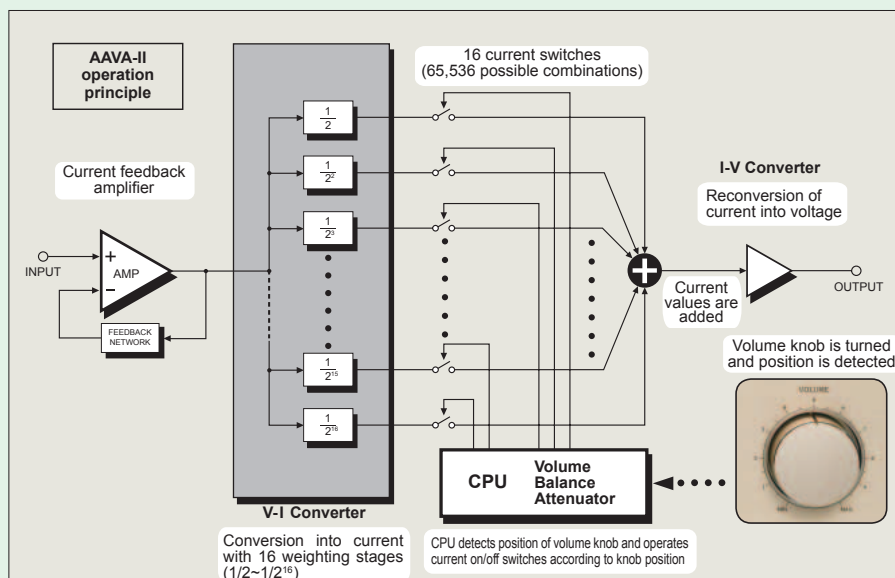 AAVA-II
operation
principle
16 current switches
(65,536 possible combinations)
Current feedback
amplifier
INPUT
+
−
AMP
FEEDBACK
NETWORK
1
2
1
2²
1
2³
1
2¹⁵
1
2¹⁶
V-I Converter
Conversion into current
with 16 weighting stages
(1/2~1/2¹⁶)
I-V Converter
Reconversion of
current into voltage
+
OUTPUT
Current
values are
added
Volume knob is turned
and position is detected
VOLUME
CPU
Volume
Balance
Attenuator
CPU detects position of volume knob and operates
current on/off switches according to knob position